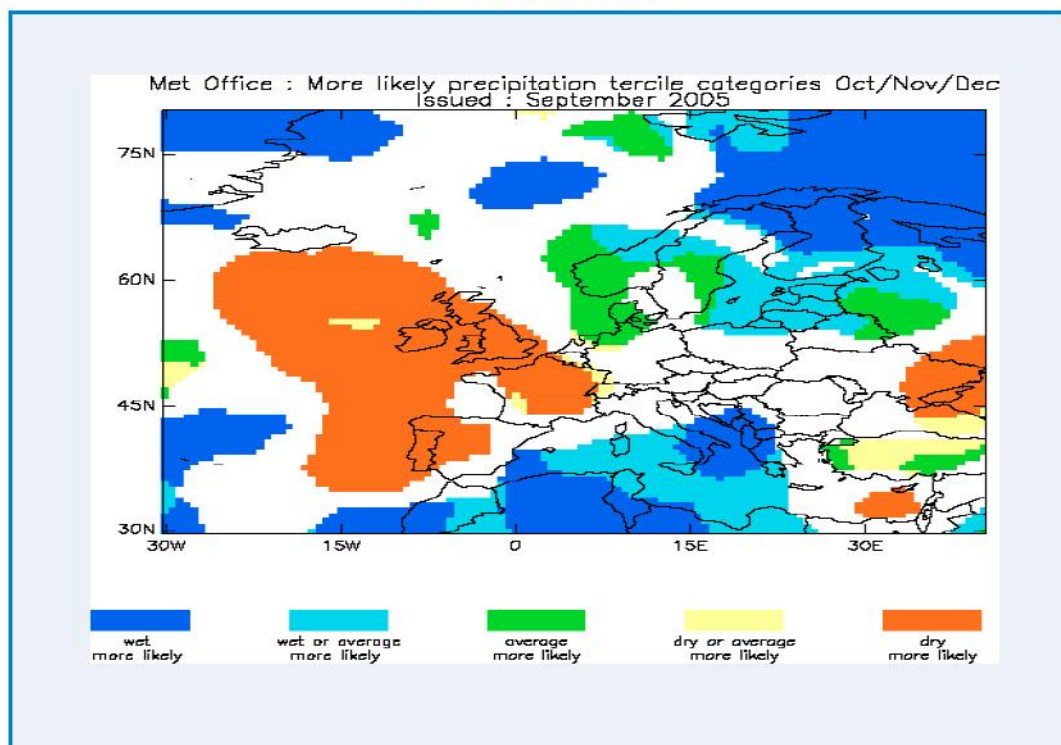 Met Office : More likely precipitation tercile categories Oct/Nov/Dec
Issued : September 2005
75N
60N
45N
30N
30W 15W 0 15E 30E
wet wet or average average dry or average dry
more likely more likely more likely more likely more likely